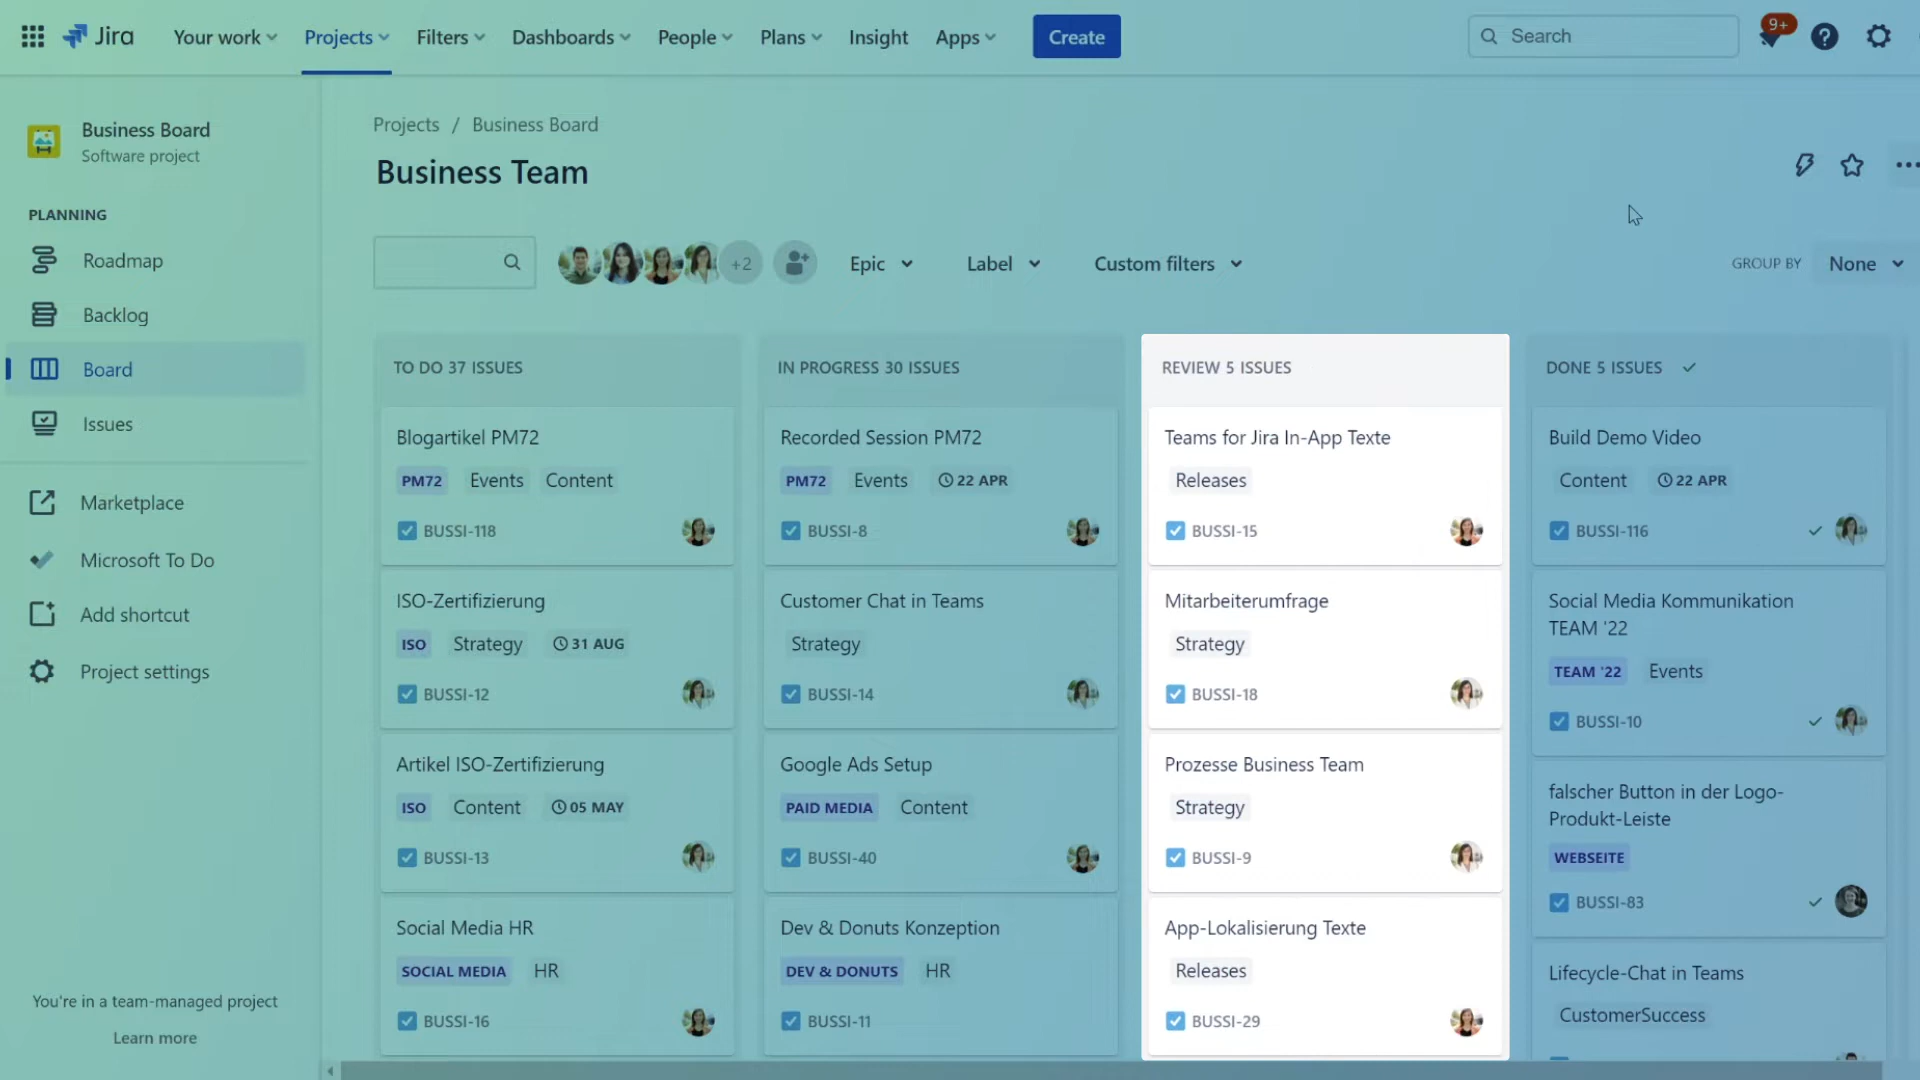 Jira Your work Projects Filters Dashboards People Plans Insight Apps Create Search 9+
Business Board
Software project
PLANNING
Roadmap
Backlog
Board
Issues
Marketplace
Microsoft To Do
Add shortcut
Project settings
You're in a team-managed project
Learn more
Projects / Business Board
Business Team
+2 Epic Label Custom filters GROUP BY None
TO DO 37 ISSUES
Blogartikel PM72
PM72 Events Content
BUSSI-118
ISO-Zertifizierung
ISO Strategy 31 AUG
BUSSI-12
Artikel ISO-Zertifizierung
ISO Content 05 MAY
BUSSI-13
Social Media HR
SOCIAL MEDIA HR
BUSSI-16
IN PROGRESS 30 ISSUES
Recorded Session PM72
PM72 Events 22 APR
BUSSI-8
Customer Chat in Teams
Strategy
BUSSI-14
Google Ads Setup
PAID MEDIA Content
BUSSI-40
Dev & Donuts Konzeption
DEV & DONUTS HR
BUSSI-11
REVIEW 5 ISSUES
Teams for Jira In-App Texte
Releases
BUSSI-15
Mitarbeiterumfrage
Strategy
BUSSI-18
Prozesse Business Team
Strategy
BUSSI-9
App-Lokalisierung Texte
Releases
BUSSI-29
DONE 5 ISSUES
Build Demo Video
Content 22 APR
BUSSI-116
Social Media Kommunikation
TEAM '22
TEAM '22 Events
BUSSI-10
falscher Button in der Logo-
Produkt-Leiste
WEBSEITE
BUSSI-83
Lifecycle-Chat in Teams
CustomerSuccess